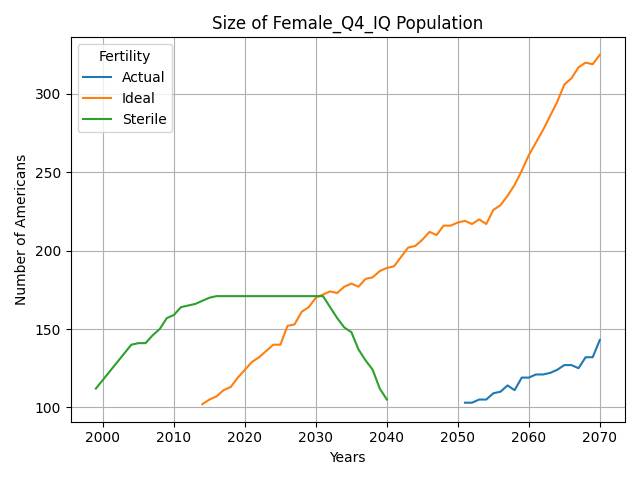 Size of Female_Q4_IQ Population
Number of Americans
Fertility
Actual
Ideal
Sterile
300
250
200
150
100
2000 2010 2020 2030 2040 2050 2060 2070
Years